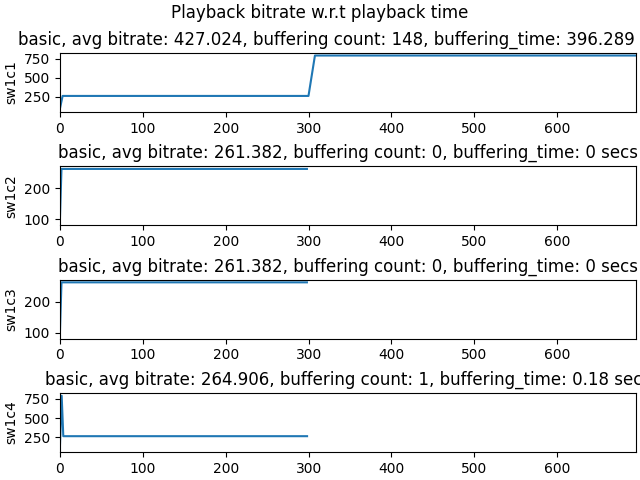 Playback bitrate w.r.t playback time
basic, avg bitrate: 427.024, buffering count: 148, buffering_time: 396.289
750
500
250
sw1c1
0 100 200 300 400 500 600
basic, avg bitrate: 261.382, buffering count: 0, buffering_time: 0 secs
200
100
sw1c2
0 100 200 300 400 500 600
basic, avg bitrate: 261.382, buffering count: 0, buffering_time: 0 secs
200
100
sw1c3
0 100 200 300 400 500 600
basic, avg bitrate: 264.906, buffering count: 1, buffering_time: 0.18 sec
750
500
250
sw1c4
0 100 200 300 400 500 600